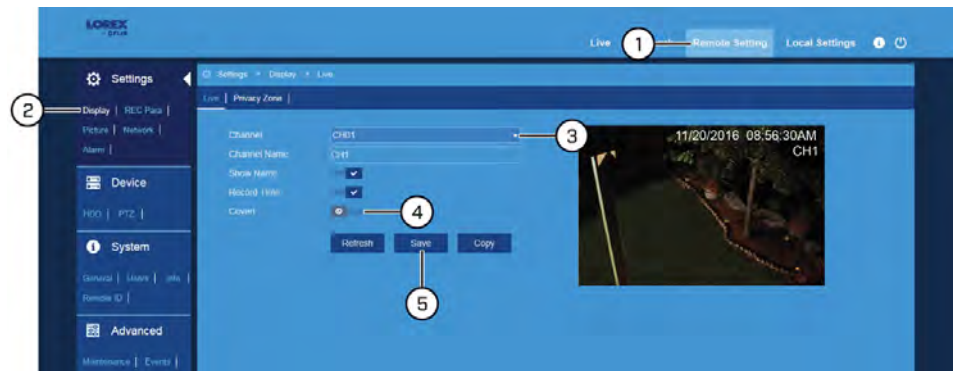 LOREX
Live
1
Remote Setting
Local Settings
Settings
Settings Display Live
2
Display | REC Para |
Live | Privacy Zone |
Picture | Network |
Alarm |
Channel
CH01
3
11/20/2016 08:56:30AM
CH1
Channel Name
CH1
Show Name
Record Time
Device
Covert
4
HDD | PTZ |
Refresh
Save
Copy
System
5
General | Users | Info |
Remote ID |
Advanced
Maintenance | Events |